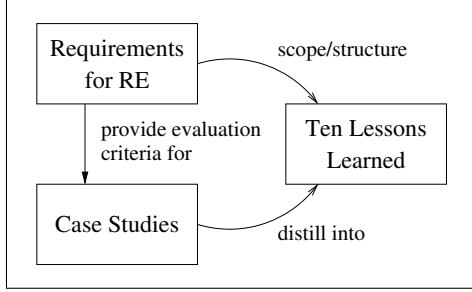 Requirements
for RE
scope/structure
provide evaluation
criteria for
Ten Lessons
Learned
Case Studies
distill into